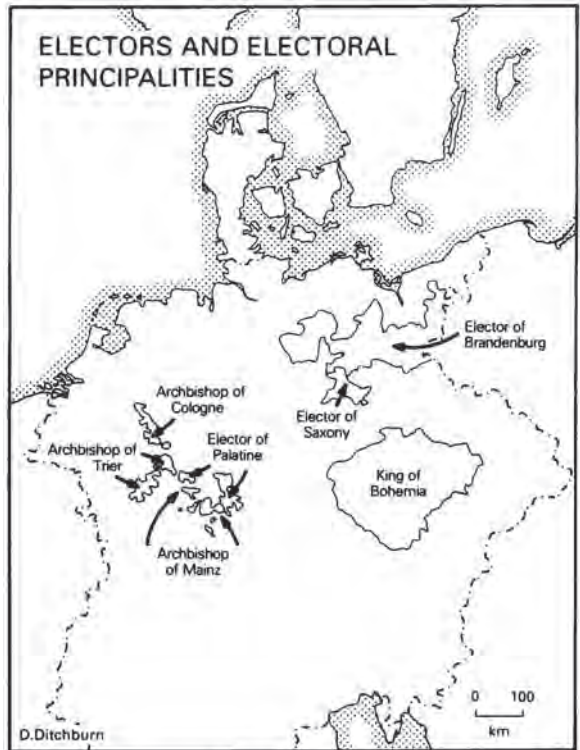 ELECTORS AND ELECTORAL
PRINCIPALITIES
Elector of
Brandenburg
Archbishop of
Cologne
Elector of
Saxony
Archbishop of
Trier
Elector of
Palatine
King of
Bohemia
Archbishop
of Mainz
0 100
km
D.Ditchburn